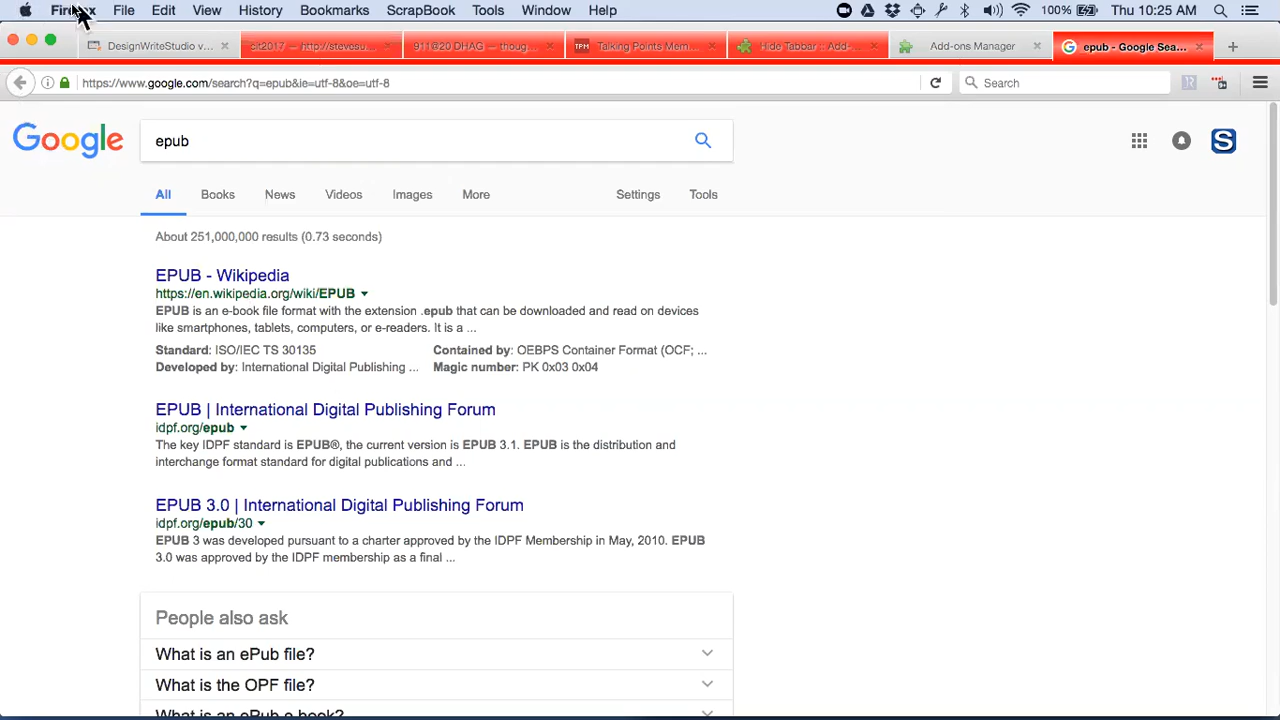 Firefox File Edit View History Bookmarks ScrapBook Tools Window Help 100% Thu 10:25 AM
DesignWriteStudio v... × http://stevesu... × 911@20 DHAG — thoug... × TPM Talking Points Mem... × Hide Tabbar :: Add-... × Add-ons Manager × epub - Google Sea... × +
https://www.google.com/search?q=epub&ie=utf-8&oe=utf-8 Search
Google epub S
All Books News Videos Images More Settings Tools
About 251,000,000 results (0.73 seconds)
EPUB - Wikipedia
https://en.wikipedia.org/wiki/EPUB
EPUB is an e-book file format with the extension .epub that can be downloaded and read on devices
like smartphones, tablets, computers, or e-readers. It is a ...
Standard: ISO/IEC TS 30135 Contained by: OEBPS Container Format (OCF; ...
Developed by: International Digital Publishing ... Magic number: PK 0x03 0x04
EPUB | International Digital Publishing Forum
idpf.org/epub
The key IDPF standard is EPUB®, the current version is EPUB 3.1. EPUB is the distribution and
interchange format standard for digital publications and ...
EPUB 3.0 | International Digital Publishing Forum
idpf.org/epub/30
EPUB 3 was developed pursuant to a charter approved by the IDPF Membership in May, 2010. EPUB
3.0 was approved by the IDPF membership as a final ...
People also ask
What is an ePub file?
What is the OPF file?
What is an ePub e book?